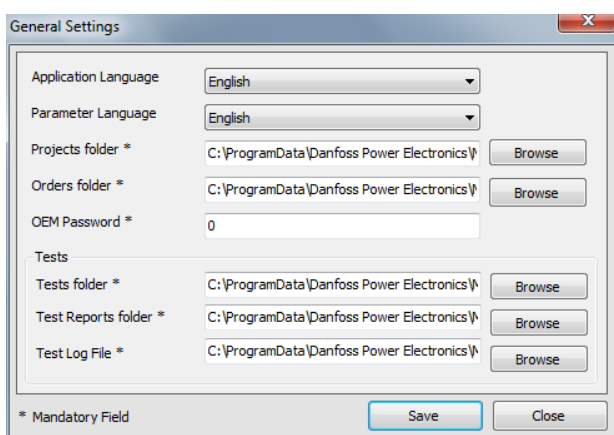 General Settings
Application Language English
Parameter Language English
Projects folder * C:\ProgramData\Danfoss Power Electronics\ Browse
Orders folder * C:\ProgramData\Danfoss Power Electronics\ Browse
OEM Password * 0
Tests
Tests folder * C:\ProgramData\Danfoss Power Electronics\ Browse
Test Reports folder * C:\ProgramData\Danfoss Power Electronics\ Browse
Test Log File * C:\ProgramData\Danfoss Power Electronics\ Browse
* Mandatory Field Save Close